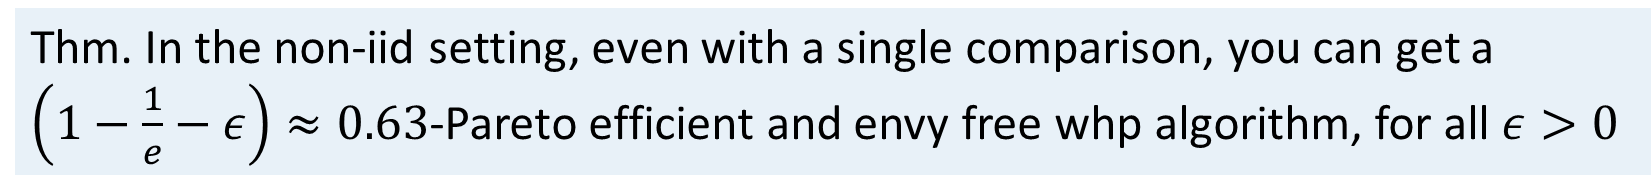 Thm. In the non-iid setting, even with a single comparison, you can get a
(1 − 1/e − ϵ) ≈ 0.63-Pareto efficient and envy free whp algorithm, for all ϵ > 0